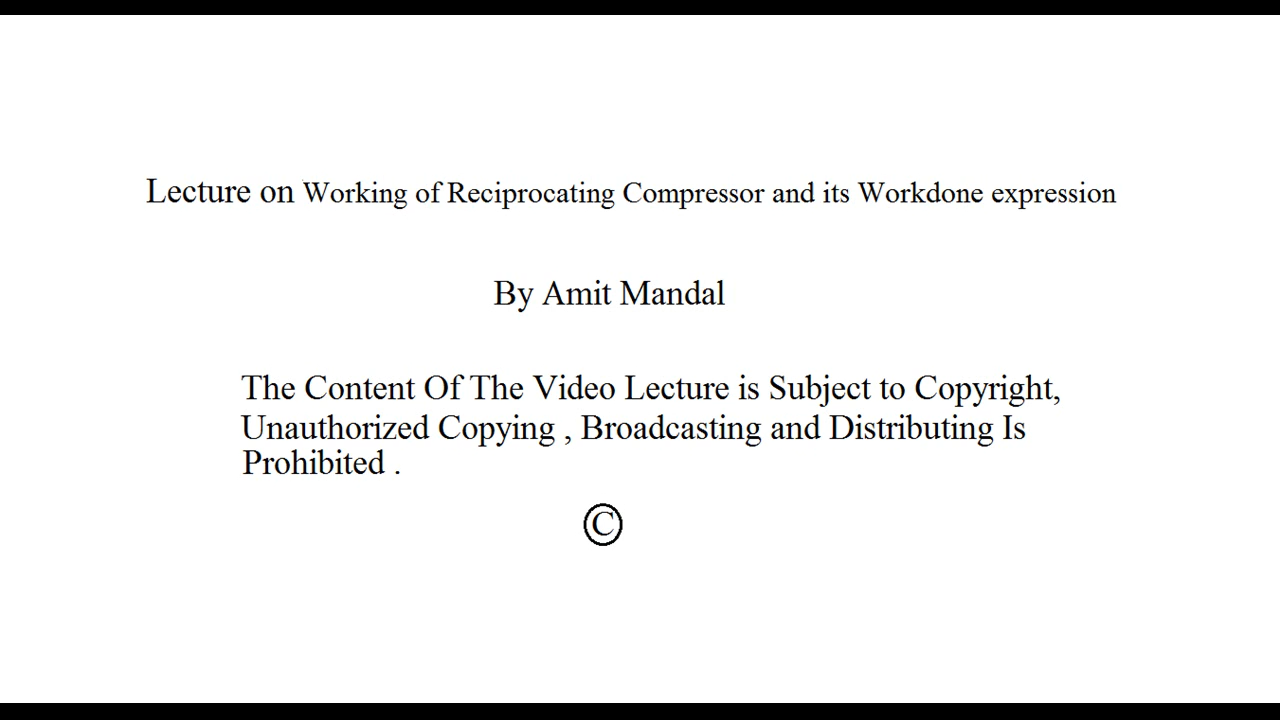 Lecture on Working of Reciprocating Compressor and its Workdone expression
By Amit Mandal
The Content Of The Video Lecture is Subject to Copyright,
Unauthorized Copying , Broadcasting and Distributing Is
Prohibited .
©